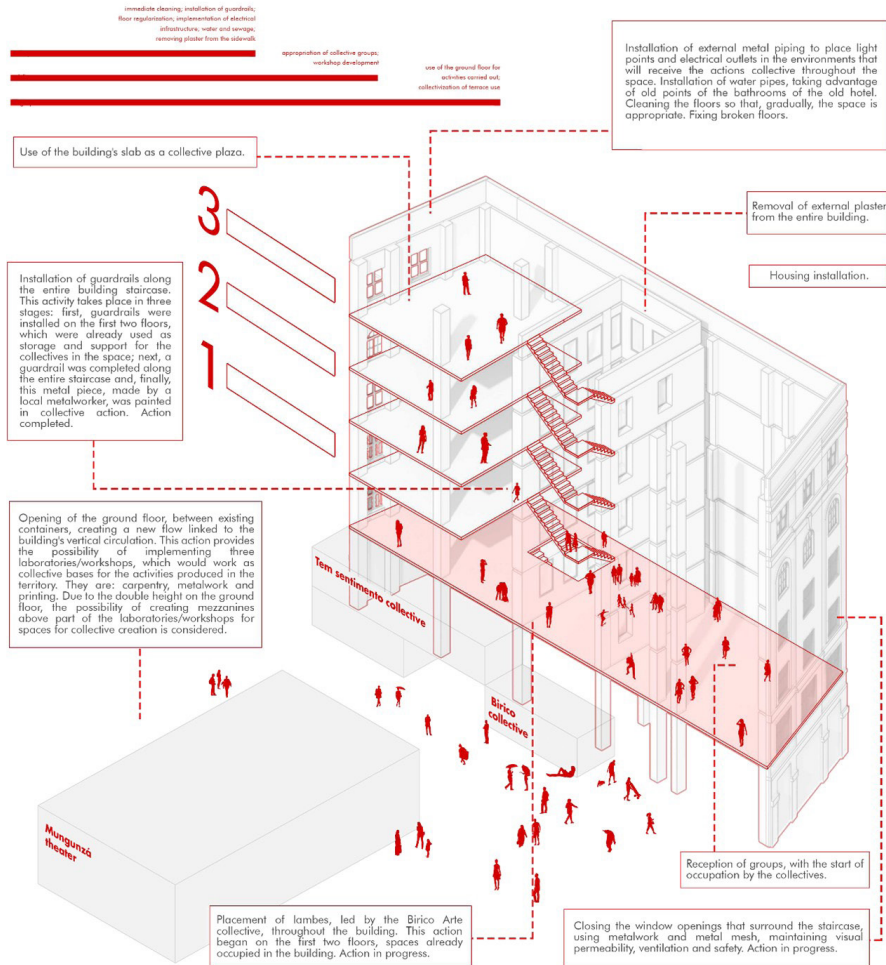 immediate cleaning; installation of guardrails;
floor regularization; implementation of electrical
infrastructure; water and sewage;
removing plaster from the sidewalk
appropriation of collective groups;
workshop development
use of the ground floor for
activities carried out;
collectivization of terrace use
Installation of external metal piping to place light
points and electrical outlets in the environments that
will receive the actions collective throughout the
space. Installation of water pipes, taking advantage
of old points of the bathrooms of the old hotel.
Cleaning the floors so that, gradually, the space is
appropriate. Fixing broken floors.
Use of the building's slab as a collective plaza.
Removal of external plaster
from the entire building.
Housing installation.
3
2
1
Installation of guardrails along
the entire building staircase.
This activity takes place in three
stages: first, guardrails were
installed on the first two floors,
which were already used as
storage and support for the
collectives in the space; next, a
guardrail was completed along
the entire staircase and, finally,
this metal piece, made by a
local metalworker, was painted
in collective action. Action
completed.
Opening of the ground floor, between existing
containers, creating a new flow linked to the
building's vertical circulation. This action provides
the possibility of implementing three
laboratories/workshops, which would work as
collective bases for the activities produced in the
territory. They are: carpentry, metalwork and
printing. Due to the double height on the ground
floor, the possibility of creating mezzanines
above part of the laboratories/workshops for
spaces for collective creation is considered.
Tem sentimento collective
Birico
collective
Mungunzá
theater
Reception of groups, with the start of
occupation by the collectives.
Placement of lambes, led by the Birico Arte
collective, throughout the building. This action
began on the first two floors, spaces already
occupied in the building. Action in progress.
Closing the window openings that surround the staircase,
using metalwork and metal mesh, maintaining visual
permeability, ventilation and safety. Action in progress.